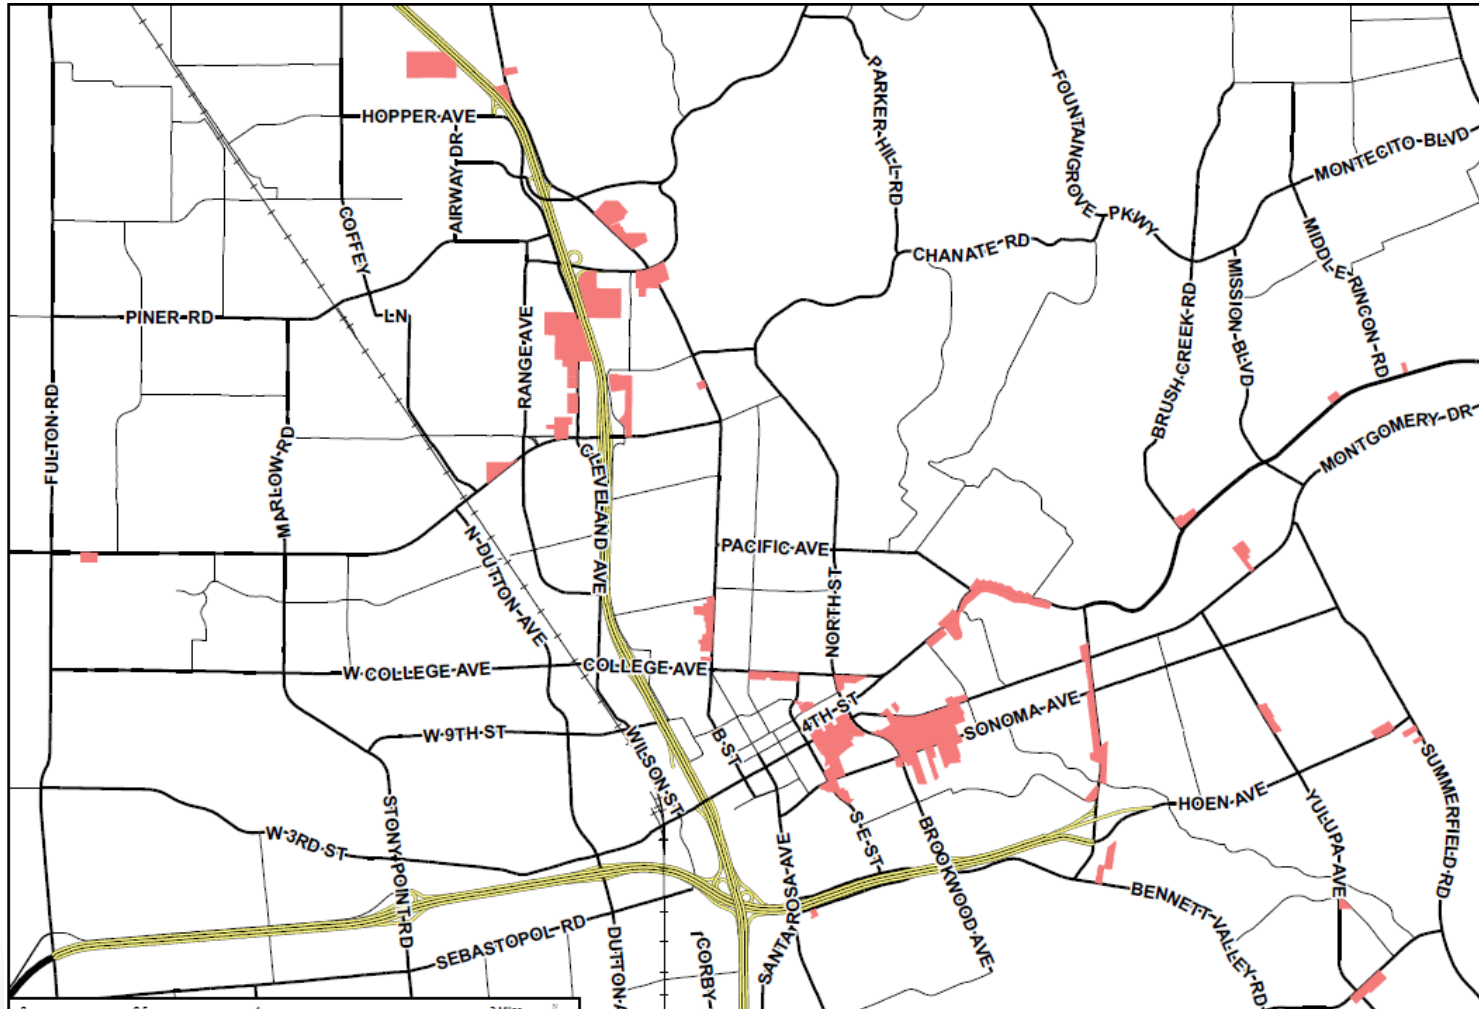 HOPPER AVE
AIRWAY DR
PARKER HILL RD
FOUNTAINGROVE PKWY
MONTECITO BLVD
COFFEY LN
CHANATE RD
MIDDLE RINCON RD
MISSION BLVD
BRUSH CREEK RD
PINER RD
RANGE AVE
FULTON RD
MARLOW RD
CLEVELAND AVE
MONTGOMERY DR
N DUTTON AVE
PACIFIC AVE
NORTH ST
W COLLEGE AVE
COLLEGE AVE
W 9TH ST
WILSON ST
B ST
4TH ST
SONOMA AVE
HOEN AVE
YULUPA AVE
SUMMERFIELD RD
W 3RD ST
STONY POINT RD
S E ST
BROOKWOOD AVE
SANTA ROSA AVE
BENNETT VALLEY RD
SEBASTOPOL RD
DUTTON
CORBY